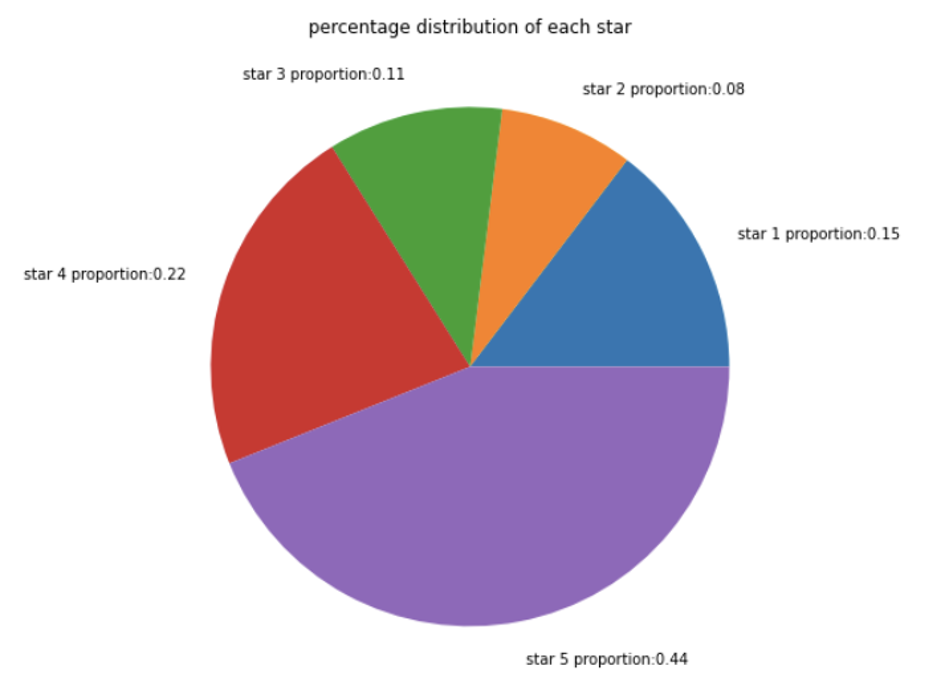 percentage distribution of each star
star 3 proportion:0.11
star 2 proportion:0.08
star 1 proportion:0.15
star 4 proportion:0.22
star 5 proportion:0.44